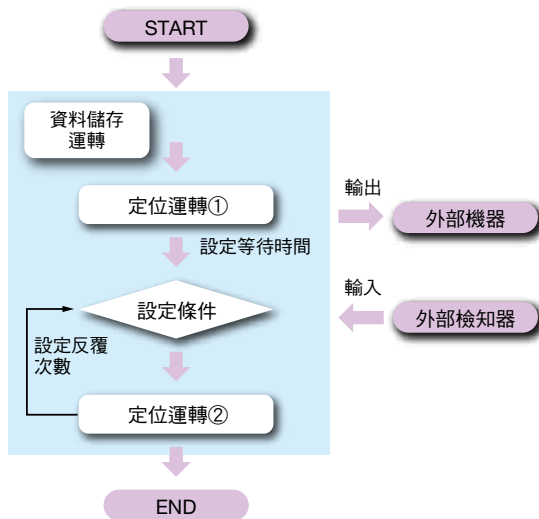 START
資料儲存
運轉
定位運轉①
輸出
外部機器
設定等待時間
設定條件
輸入
外部檢知器
設定反覆
次數
定位運轉②
END